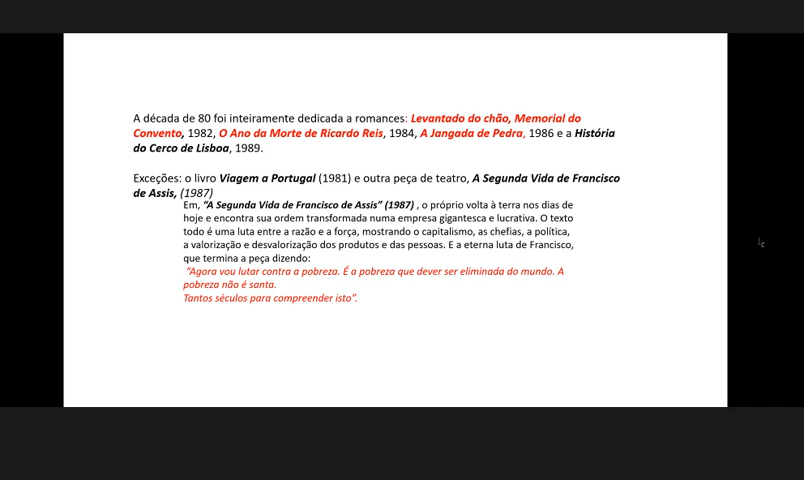 A década de 80 foi inteiramente dedicada a romances: Levantado do chão, Memorial do
Convento, 1982, O Ano da Morte de Ricardo Reis, 1984, A Jangada de Pedra, 1986 e a História
do Cerco de Lisboa, 1989.
Exceções: o livro Viagem a Portugal (1981) e outra peça de teatro, A Segunda Vida de Francisco
de Assis, (1987)
Em, “A Segunda Vida de Francisco de Assis” (1987) , o próprio volta à terra nos dias de
hoje e encontra sua ordem transformada numa empresa gigantesca e lucrativa. O texto
todo é uma luta entre a razão e a força, mostrando o capitalismo, as chefias, a política,
a valorização e desvalorização dos produtos e das pessoas. E a eterna luta de Francisco,
que termina a peça dizendo:
“Agora vou lutar contra a pobreza. É a pobreza que dever ser eliminada do mundo. A
pobreza não é santa.
Tantos séculos para compreender isto”.